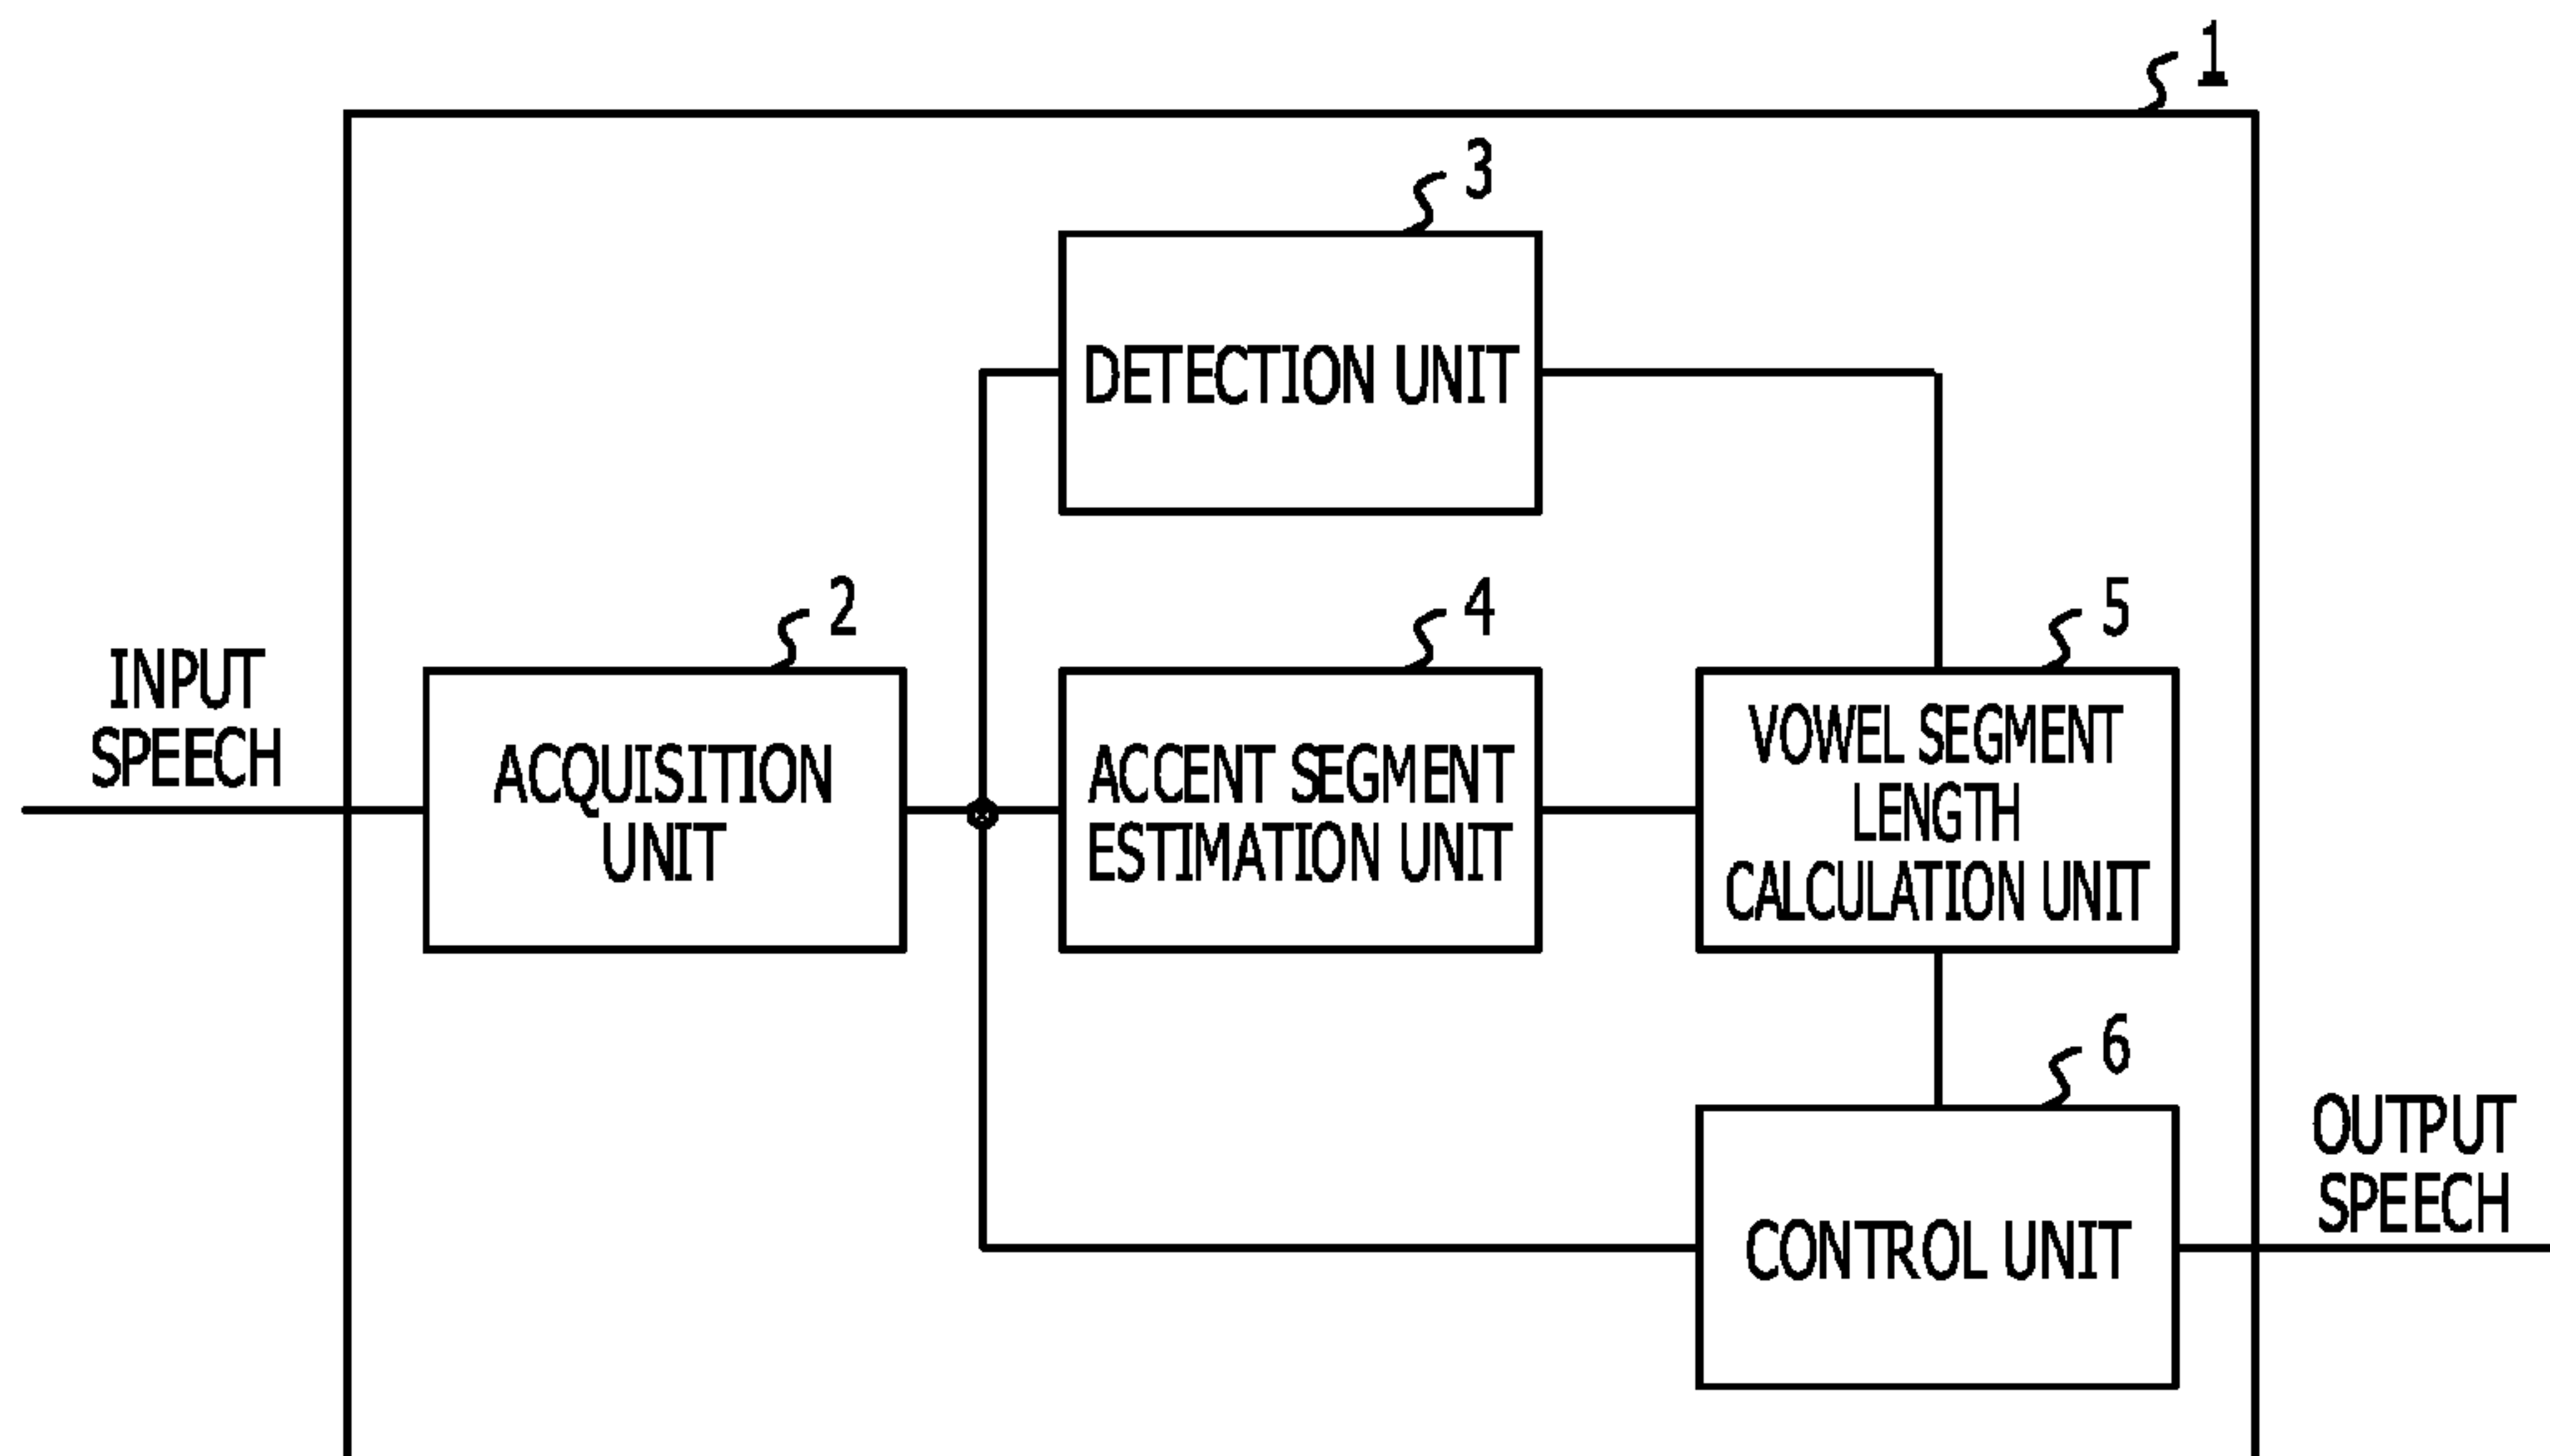 1
3
DETECTION UNIT
2
4
5
INPUT
SPEECH
ACQUISITION
UNIT
ACCENT SEGMENT
ESTIMATION UNIT
VOWEL SEGMENT
LENGTH
CALCULATION UNIT
6
OUTPUT
SPEECH
CONTROL UNIT